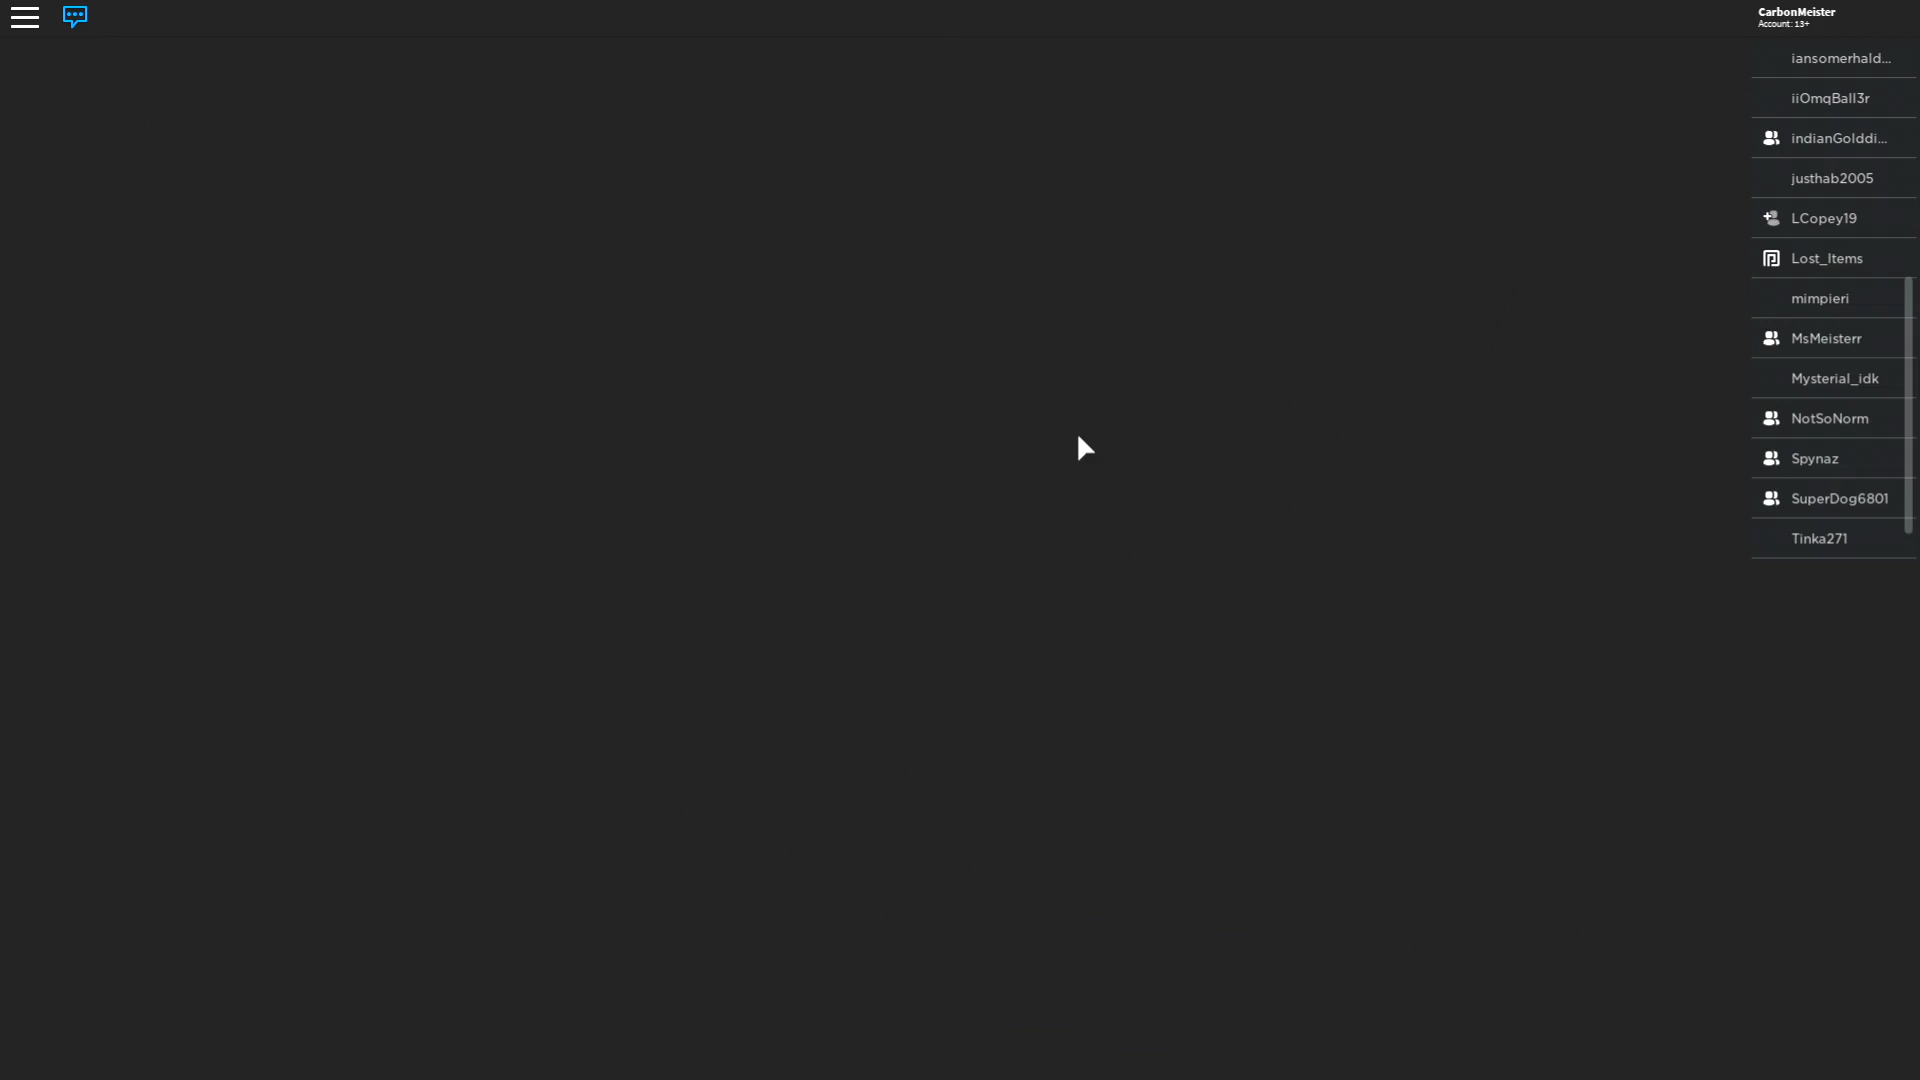 CarbonMeister
Account: 13+
iansomerhald...
iiOmqBall3r
indianGolddi...
justhab2005
LCopey19
Lost_Items
mimpieri
MsMeisterr
Mysterial_idk
NotSoNorm
Spynaz
SuperDog6801
Tinka271